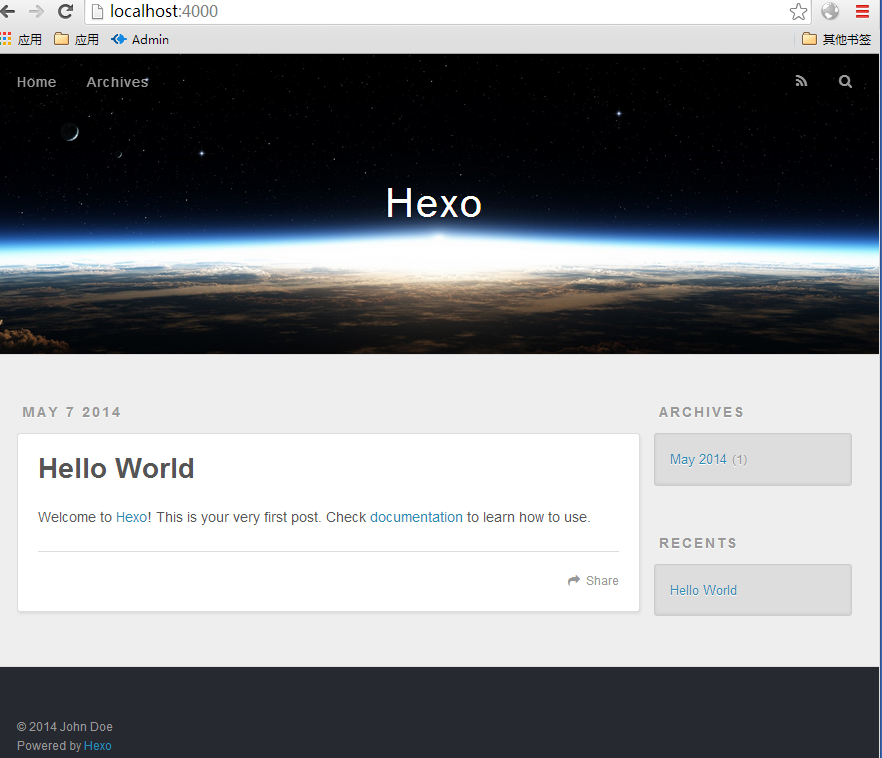 localhost:4000
应用 应用 Admin 其他书签
Home Archives
Hexo
MAY 7 2014
Hello World
Welcome to Hexo! This is your very first post. Check documentation to learn how to use.
Share
ARCHIVES
May 2014 (1)
RECENTS
Hello World
© 2014 John Doe
Powered by Hexo